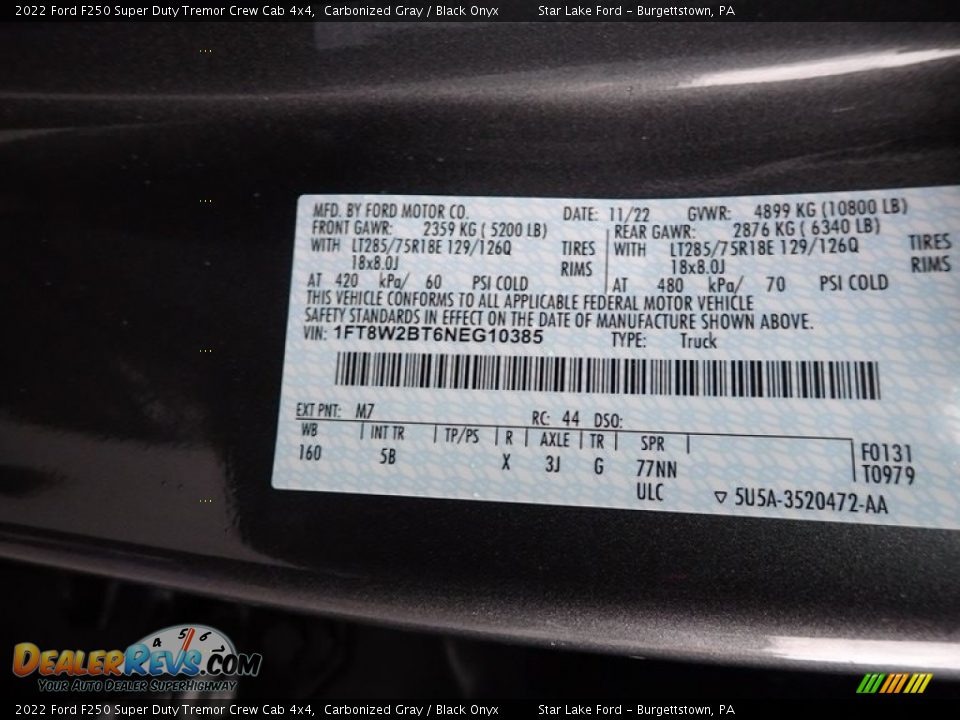 2022 Ford F250 Super Duty Tremor Crew Cab 4x4, Carbonized Gray / Black Onyx Star Lake Ford - Burgettstown, PA
MFD. BY FORD MOTOR CO. DATE: 11/22 GVWR: 4899 KG (10800 LB)
FRONT GAWR: 2359 KG ( 5200 LB) REAR GAWR: 2876 KG ( 6340 LB)
WITH LT285/75R18E 129/126Q TIRES WITH LT285/75R18E 129/126Q TIRES
18x8.0J RIMS 18x8.0J RIMS
AT 420 kPa/ 60 PSI COLD AT 480 kPa/ 70 PSI COLD
THIS VEHICLE CONFORMS TO ALL APPLICABLE FEDERAL MOTOR VEHICLE
SAFETY STANDARDS IN EFFECT ON THE DATE OF MANUFACTURE SHOWN ABOVE.
VIN: 1FT8W2BT6NEG10385 TYPE: Truck
EXT PNT: M7 RC: 44 DSO:
WB INT TR TP/PS R AXLE TR SPR F0131
160 5B X 3J G 77NN T0979
ULC ▽ 5U5A-3520472-AA
4 5 6
DEALERREVS.COM
YOUR AUTO DEALER SUPERHIGHWAY
2022 Ford F250 Super Duty Tremor Crew Cab 4x4, Carbonized Gray / Black Onyx Star Lake Ford - Burgettstown, PA